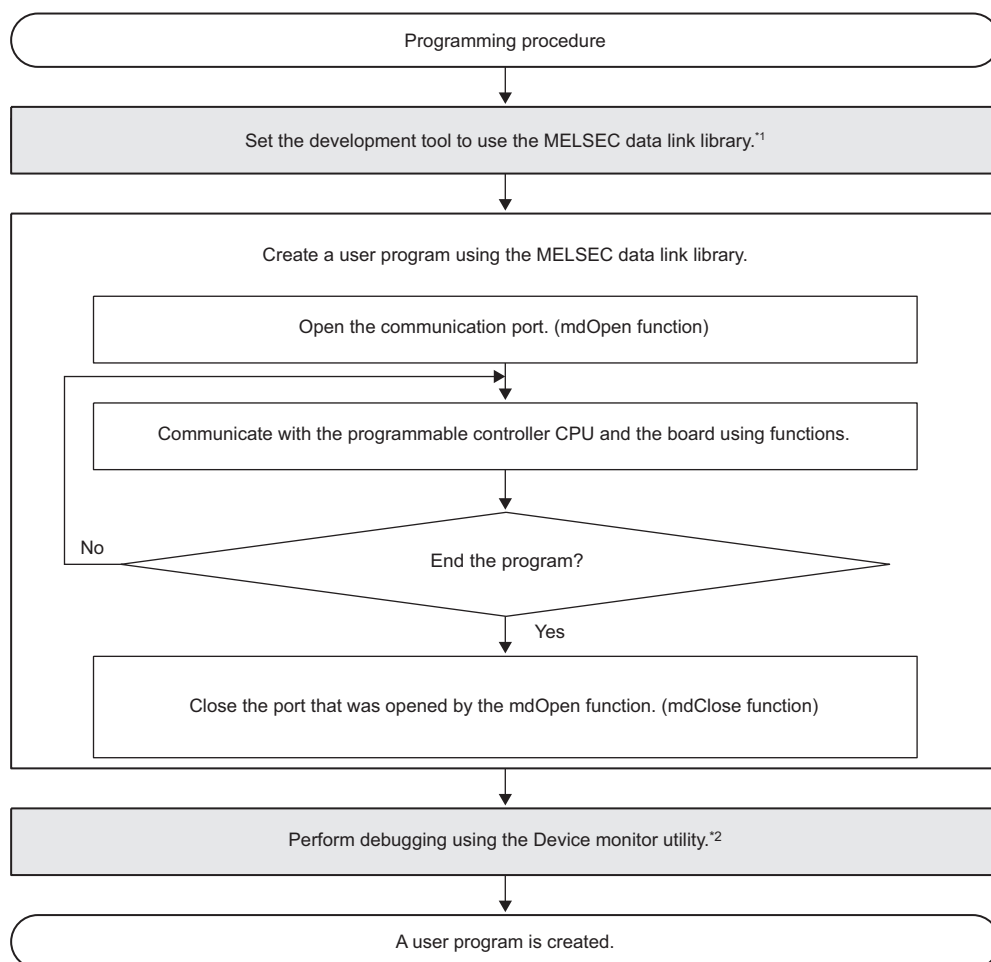 Programming procedure
Set the development tool to use the MELSEC data link library.*1
Create a user program using the MELSEC data link library.
Open the communication port. (mdOpen function)
Communicate with the programmable controller CPU and the board using functions.
No
End the program?
Yes
Close the port that was opened by the mdOpen function. (mdClose function)
Perform debugging using the Device monitor utility.*2
A user program is created.